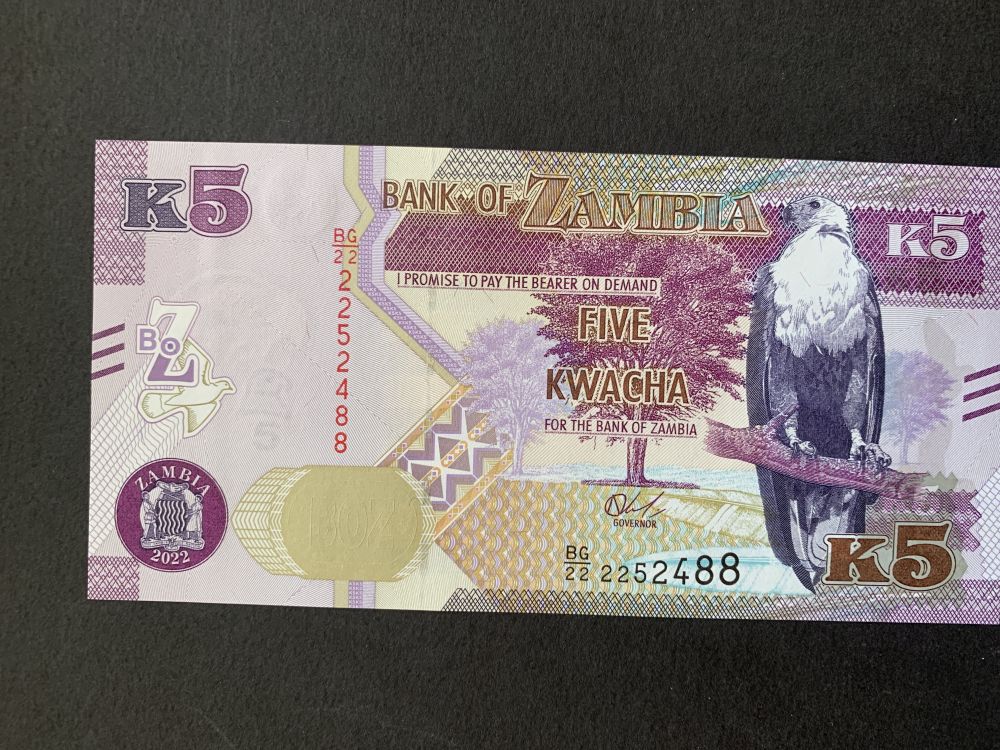 K5
BANK OF ZAMBIA
K5
BG/22 2252488
I PROMISE TO PAY THE BEARER ON DEMAND
FIVE
KWACHA
FOR THE BANK OF ZAMBIA
BoZ
ZAMBIA
2022
GOVERNOR
BG/22 2252488
K5